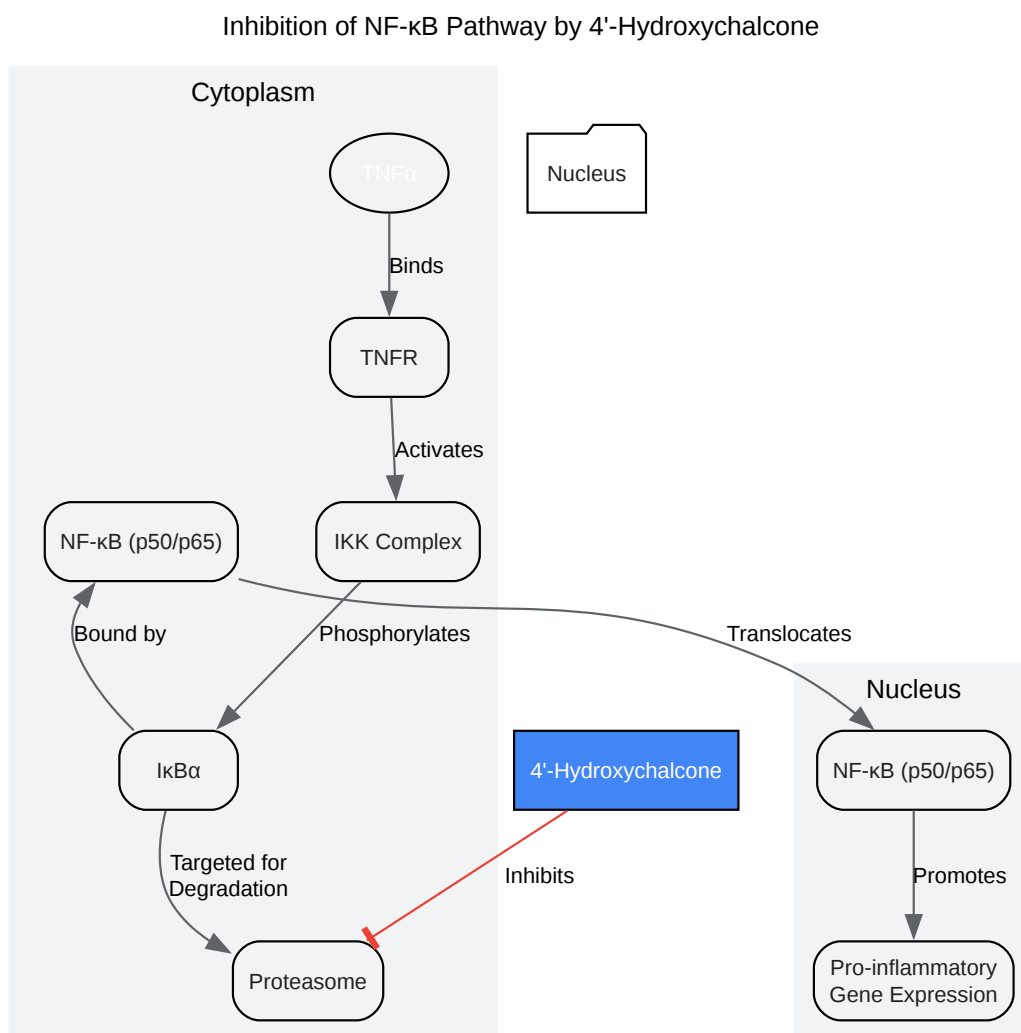 Inhibition of NF-κB Pathway by 4'-Hydroxychalcone
Cytoplasm
TNFα
Nucleus
Binds
TNFR
Activates
NF-κB (p50/p65)
IKK Complex
Bound by
Phosphorylates
Translocates
Nucleus
IκBα
4'-Hydroxychalcone
NF-κB (p50/p65)
Targeted for
Degradation
Inhibits
Promotes
Proteasome
Pro-inflammatory
Gene Expression